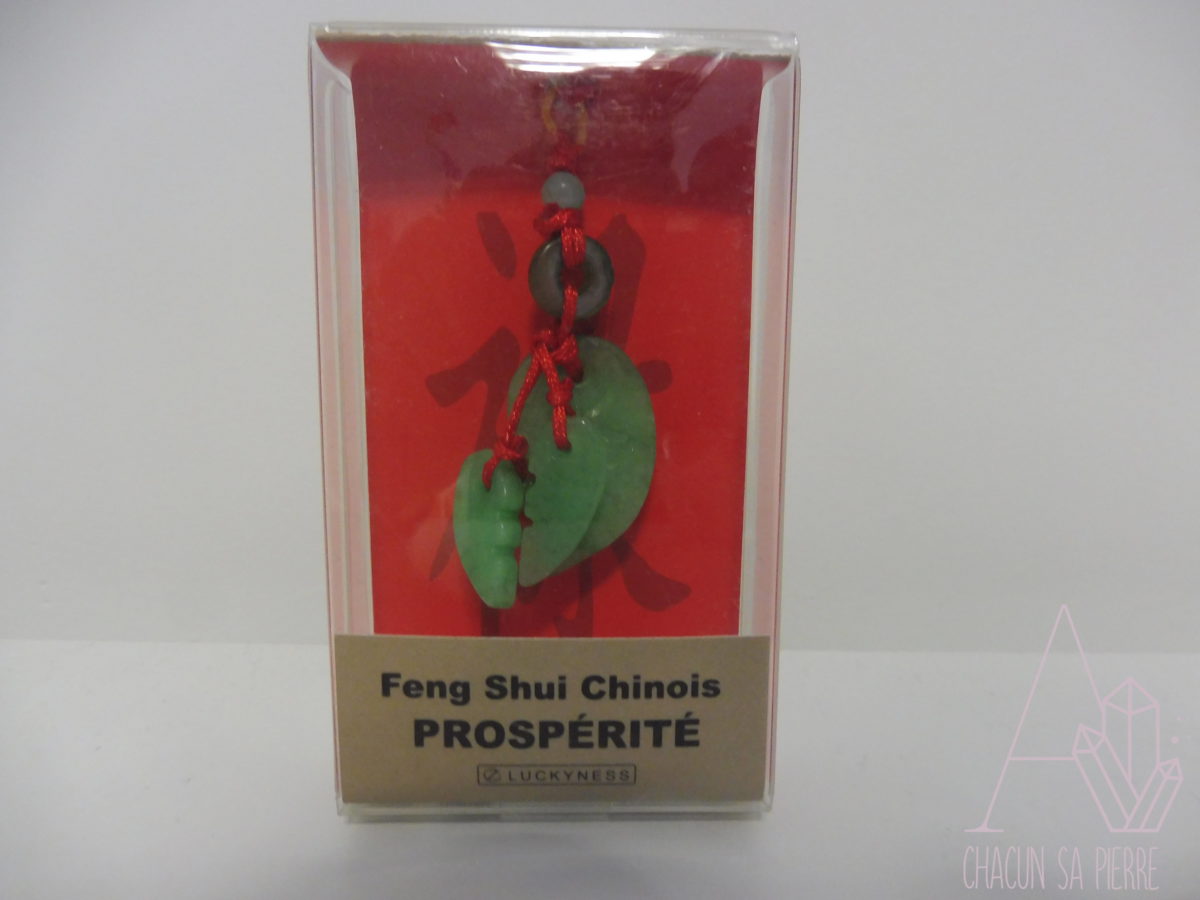 Feng Shui Chinois
PROSPÉRITÉ
LUCKYNESS
À
CHACUN SA PIERRE